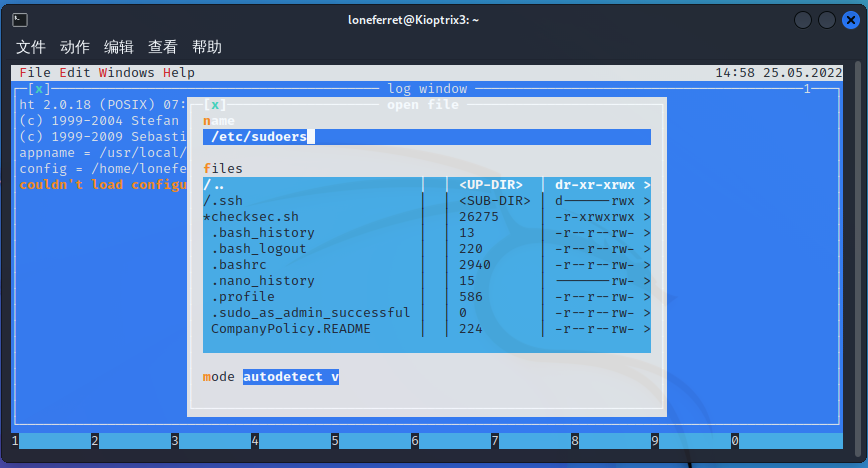 loneferret@Kioptrix3: ~
文件 动作 编辑 查看 帮助
File Edit Windows Help 14:58 25.05.2022
[x] log window 1
ht 2.0.18 (POSIX) 07:
(c) 1999-2004 Stefan
(c) 1999-2009 Sebasti
appname = /usr/local/
config = /home/lonefe
couldn't load configu
[x] open file
name
/etc/sudoers
files
/.. <UP-DIR> dr-xr-xrwx >
/.ssh <SUB-DIR> d------rwx >
*checksec.sh 26275 -r-xrwxrwx >
.bash_history 13 -r--r--rw- >
.bash_logout 220 -r--r--rw- >
.bashrc 2940 -r--r--rw- >
.nano_history 15 -------rw- >
.profile 586 -r--r--rw- >
.sudo_as_admin_successful 0 -r--r--rw- >
CompanyPolicy.README 224 -r--r--rw- >
mode autodetect v
1 2 3 4 5 6 7 8 9 0